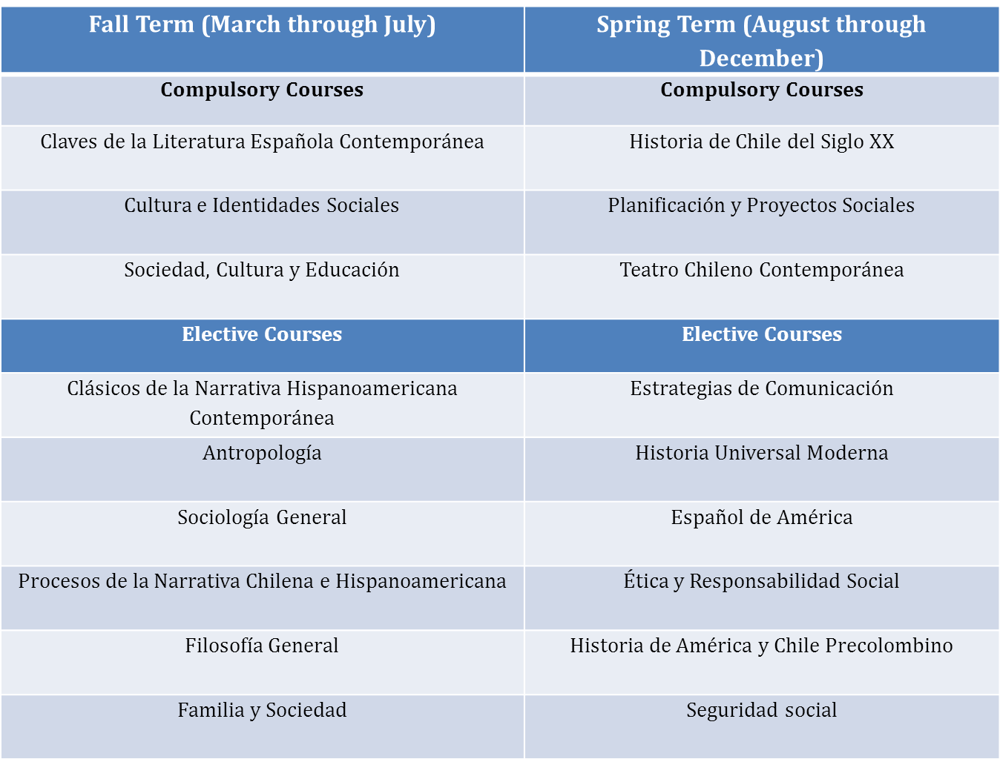 Fall Term (March through July)
Spring Term (August through
December)
Compulsory Courses
Compulsory Courses
Claves de la Literatura Española Contemporánea
Historia de Chile del Siglo XX
Cultura e Identidades Sociales
Planificación y Proyectos Sociales
Sociedad, Cultura y Educación
Teatro Chileno Contemporánea
Elective Courses
Elective Courses
Clásicos de la Narrativa Hispanoamericana
Contemporánea
Estrategias de Comunicación
Antropología
Historia Universal Moderna
Sociología General
Español de América
Procesos de la Narrativa Chilena e Hispanoamericana
Ética y Responsabilidad Social
Filosofía General
Historia de América y Chile Precolombino
Familia y Sociedad
Seguridad social